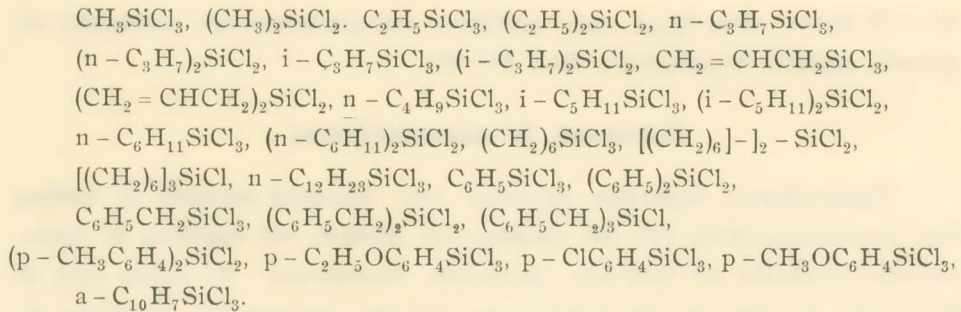 CH₃SiCl₃, (CH₃)₂SiCl₂. C₂H₅SiCl₃, (C₂H₅)₂SiCl₂, n – C₃H₇SiCl₃,
(n – C₃H₇)₂SiCl₂, i – C₃H₇SiCl₃, (i – C₃H₇)₂SiCl₂, CH₂ = CHCH₂SiCl₃,
(CH₂ = CHCH₂)₂SiCl₂, n – C₄H₉SiCl₃, i – C₅H₁₁SiCl₃, (i – C₅H₁₁)₂SiCl₂,
n – C₆H₁₁SiCl₃, (n – C₆H₁₁)₂SiCl₂, (CH₂)₆SiCl₃, [(CH₂)₆] – ]₂ – SiCl₂,
[(CH₂)₆]₃SiCl, n – C₁₂H₂₃SiCl₃, C₆H₅SiCl₃, (C₆H₅)₂SiCl₂,
C₆H₅CH₂SiCl₃, (C₆H₅CH₂)₂SiCl₂, (C₆H₅CH₂)₃SiCl,
(p – CH₃C₆H₄)₂SiCl₂, p – C₂H₅OC₆H₄SiCl₃, p – ClC₆H₄SiCl₃, p – CH₃OC₆H₄SiCl₃,
a – C₁₀H₇SiCl₃.